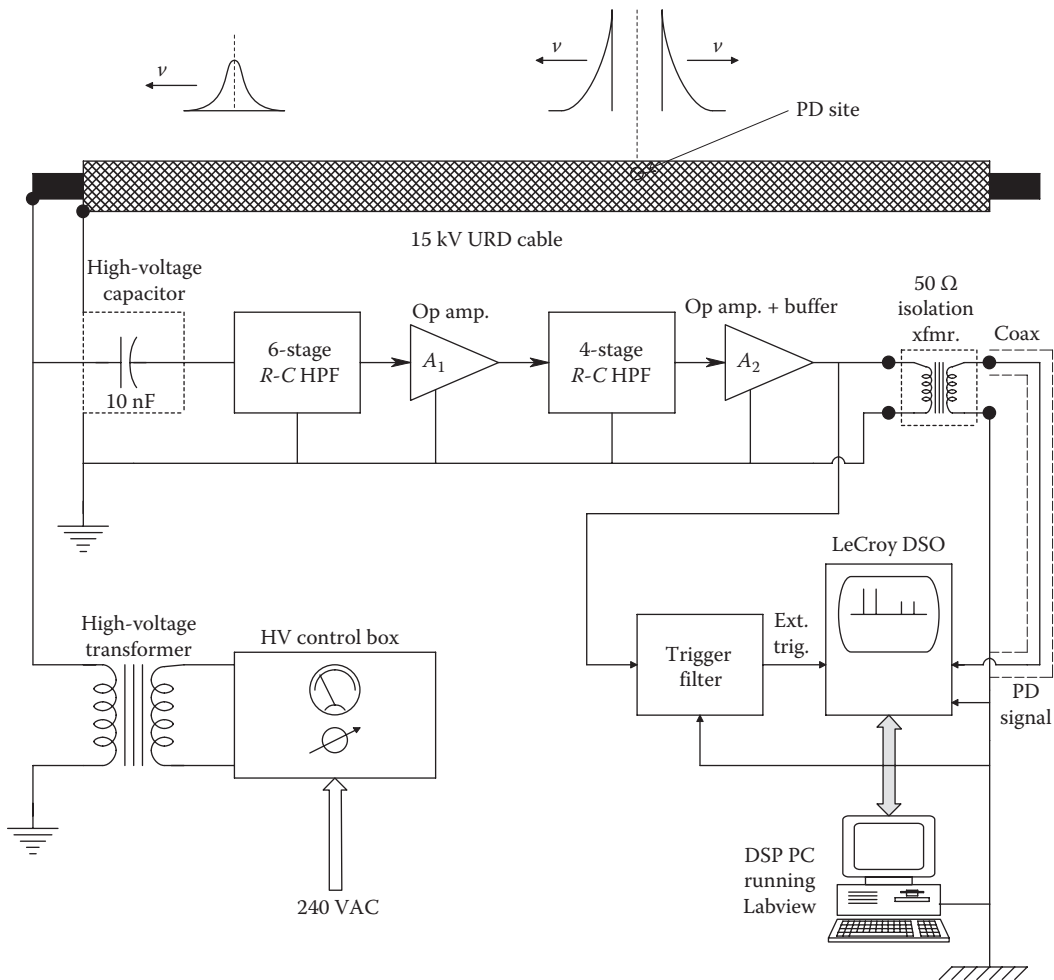 ν
ν
ν
PD site
15 kV URD cable
High-voltage
capacitor
10 nF
6-stage
R-C HPF
Op amp.
A1
4-stage
R-C HPF
Op amp. + buffer
A2
50 Ω
isolation
xfmr.
Coax
LeCroy DSO
High-voltage
transformer
HV control box
Trigger
filter
Ext.
trig.
PD
signal
DSP PC
running
Labview
240 VAC